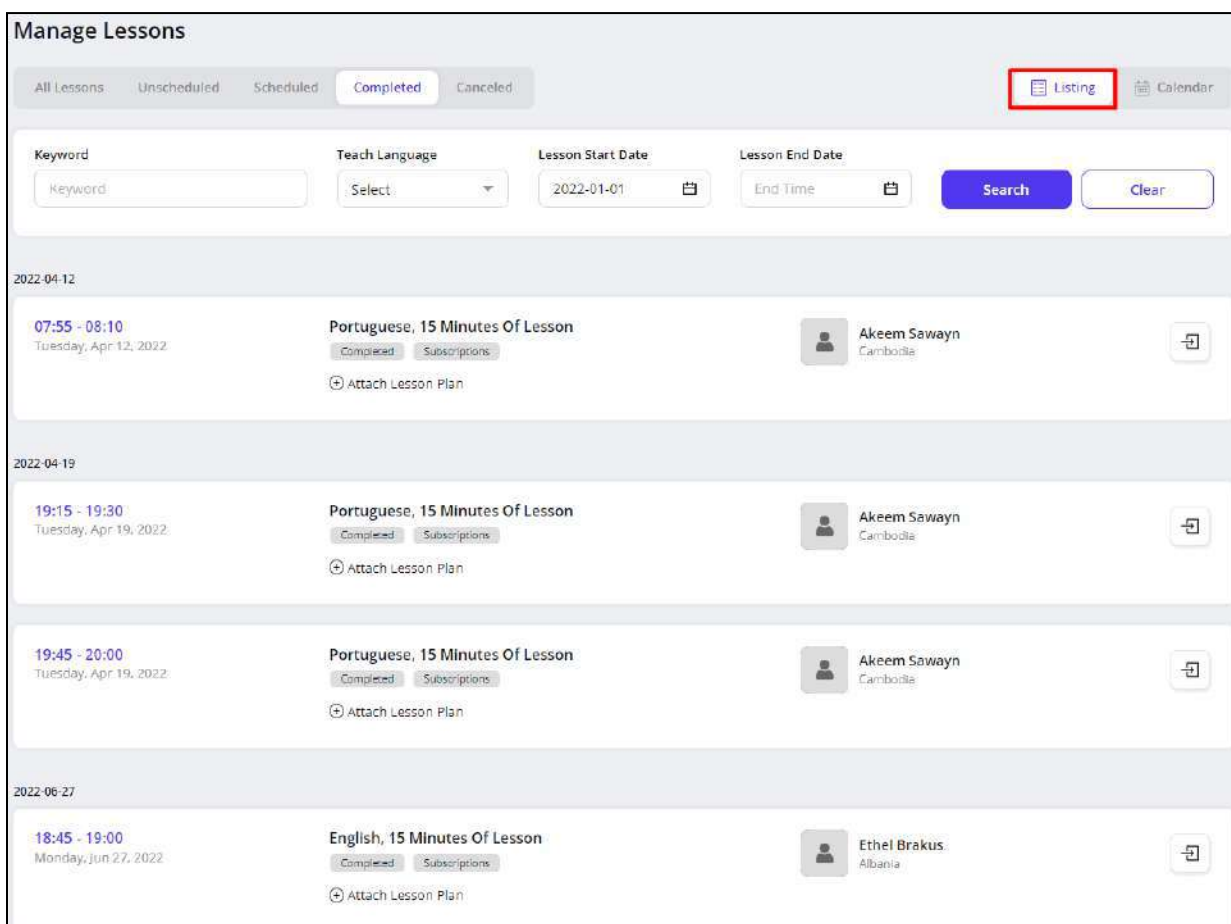 Manage Lessons
All Lessons Unscheduled Scheduled Completed Canceled Listing Calendar
Keyword Teach Language Lesson Start Date Lesson End Date
Keyword Select 2022-01-01 End Time Search Clear
2022-04-12
07:55 - 08:10 Portuguese, 15 Minutes Of Lesson Akeem Sawayn
Tuesday, Apr 12, 2022 Completed Subscriptions Cambodia
Attach Lesson Plan
2022-04-19
19:15 - 19:30 Portuguese, 15 Minutes Of Lesson Akeem Sawayn
Tuesday, Apr 19, 2022 Completed Subscriptions Cambodia
Attach Lesson Plan
19:45 - 20:00 Portuguese, 15 Minutes Of Lesson Akeem Sawayn
Tuesday, Apr 19, 2022 Completed Subscriptions Cambodia
Attach Lesson Plan
2022-06-27
18:45 - 19:00 English, 15 Minutes Of Lesson Ethel Brakus
Monday, Jun 27, 2022 Completed Subscriptions Albania
Attach Lesson Plan